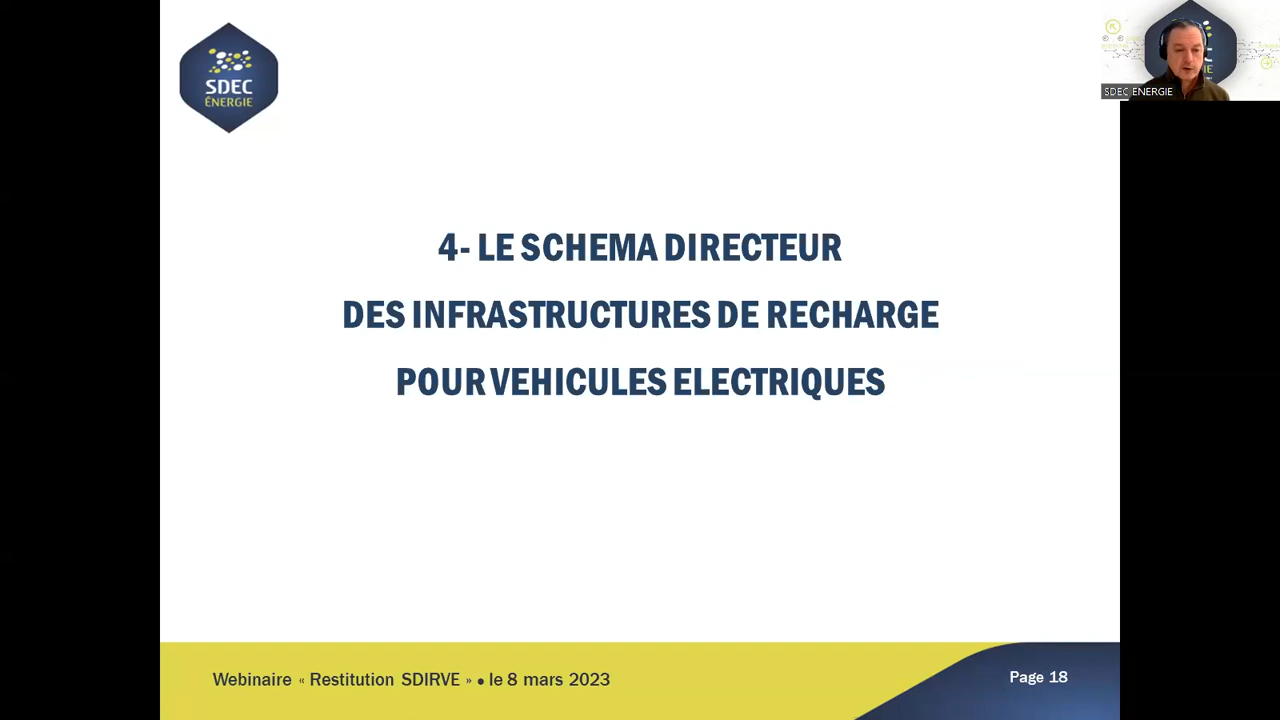 SDEC
ÉNERGIE
SDEC ENERGIE
4- LE SCHEMA DIRECTEUR
DES INFRASTRUCTURES DE RECHARGE
POUR VEHICULES ELECTRIQUES
Webinaire « Restitution SDIRVE » • le 8 mars 2023
Page 18